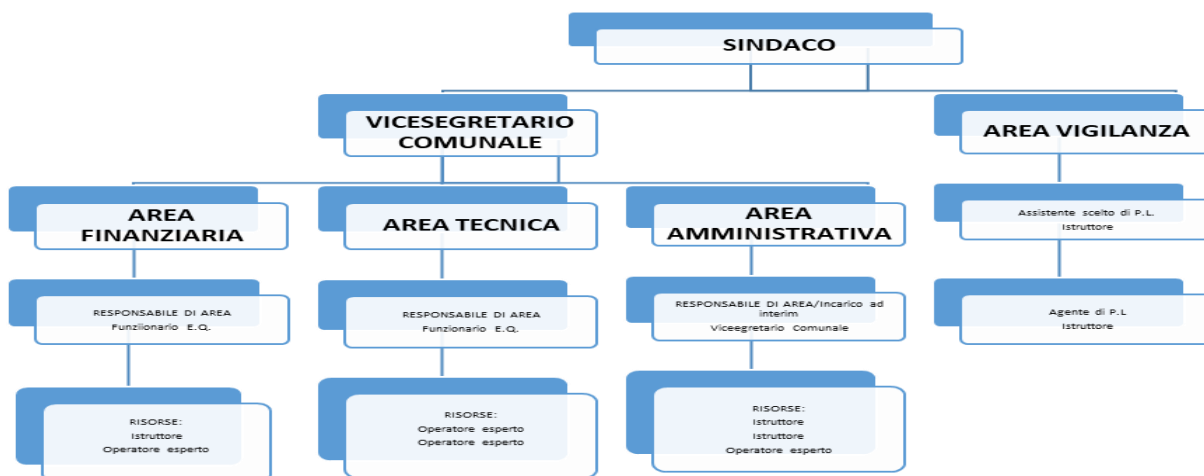 SINDACO
VICESEGRETARIO
COMUNALE
AREA VIGILANZA
AREA
FINANZIARIA
AREA TECNICA
AREA
AMMINISTRATIVA
Assistente scelto di P.L.
Istruttore
RESPONSABILE DI AREA
Funziionario E.Q.
RESPONSABILE DI AREA
Funzionario E.Q.
RESPONSABILE DI AREA/Incarico ad
interim
Viceegretario Comunale
Agente di P.L
Istruttore
RISORSE:
Istruttore
Operatore esperto
RISORSE:
Operatore esperto
Operatore esperto
RISORSE:
Istruttore
Istruttore
Operatore esperto